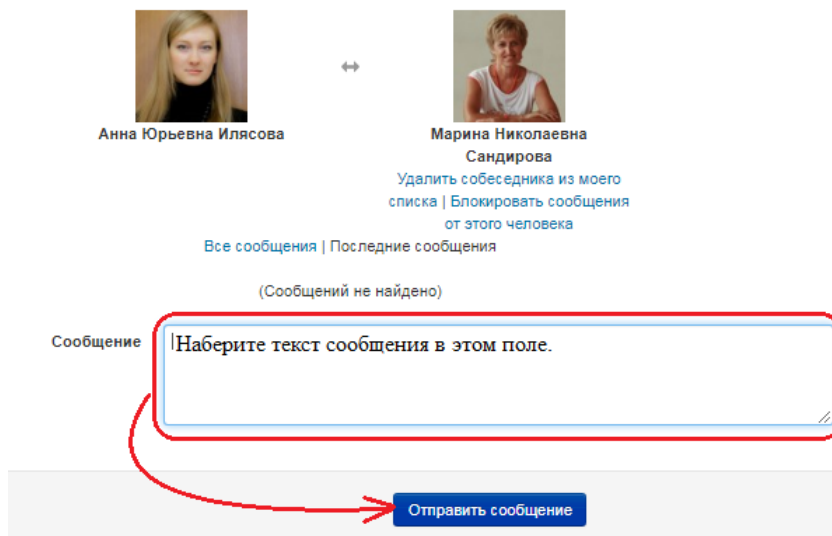 Анна Юрьевна Илясова
Марина Николаевна
Сандирова
Удалить собеседника из моего
списка | Блокировать сообщения
от этого человека
Все сообщения | Последние сообщения
(Сообщений не найдено)
Сообщение
Наберите текст сообщения в этом поле.
Отправить сообщение